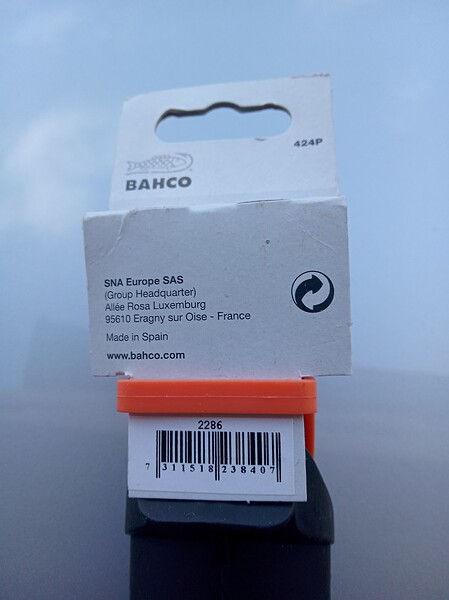 424P
BAHCO
SNA Europe SAS
(Group Headquarter)
Allée Rosa Luxemburg
95610 Eragny sur Oise - France
Made in Spain
www.bahco.com
2286
7 311518 238407